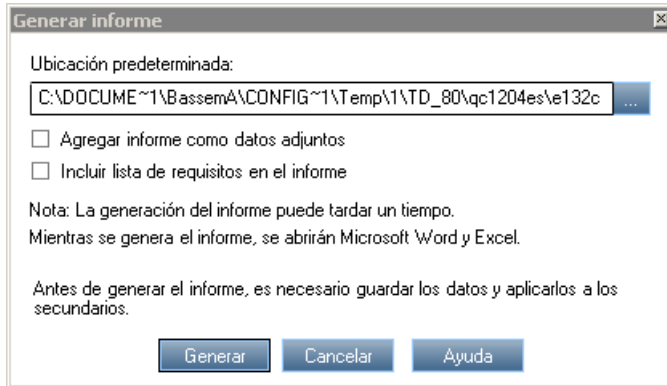 Generar informe
Ubicación predeterminada:
C:\DOCUME~1\BassemA\CONFIG~1\Temp\1\TD_80\qc1204es\e132c
...
Agregar informe como datos adjuntos
Incluir lista de requisitos en el informe
Nota: La generación del informe puede tardar un tiempo.
Mientras se genera el informe, se abrirán Microsoft Word y Excel.
Antes de generar el informe, es necesario guardar los datos y aplicarlos a los
secundarios.
Generar Cancelar Ayuda